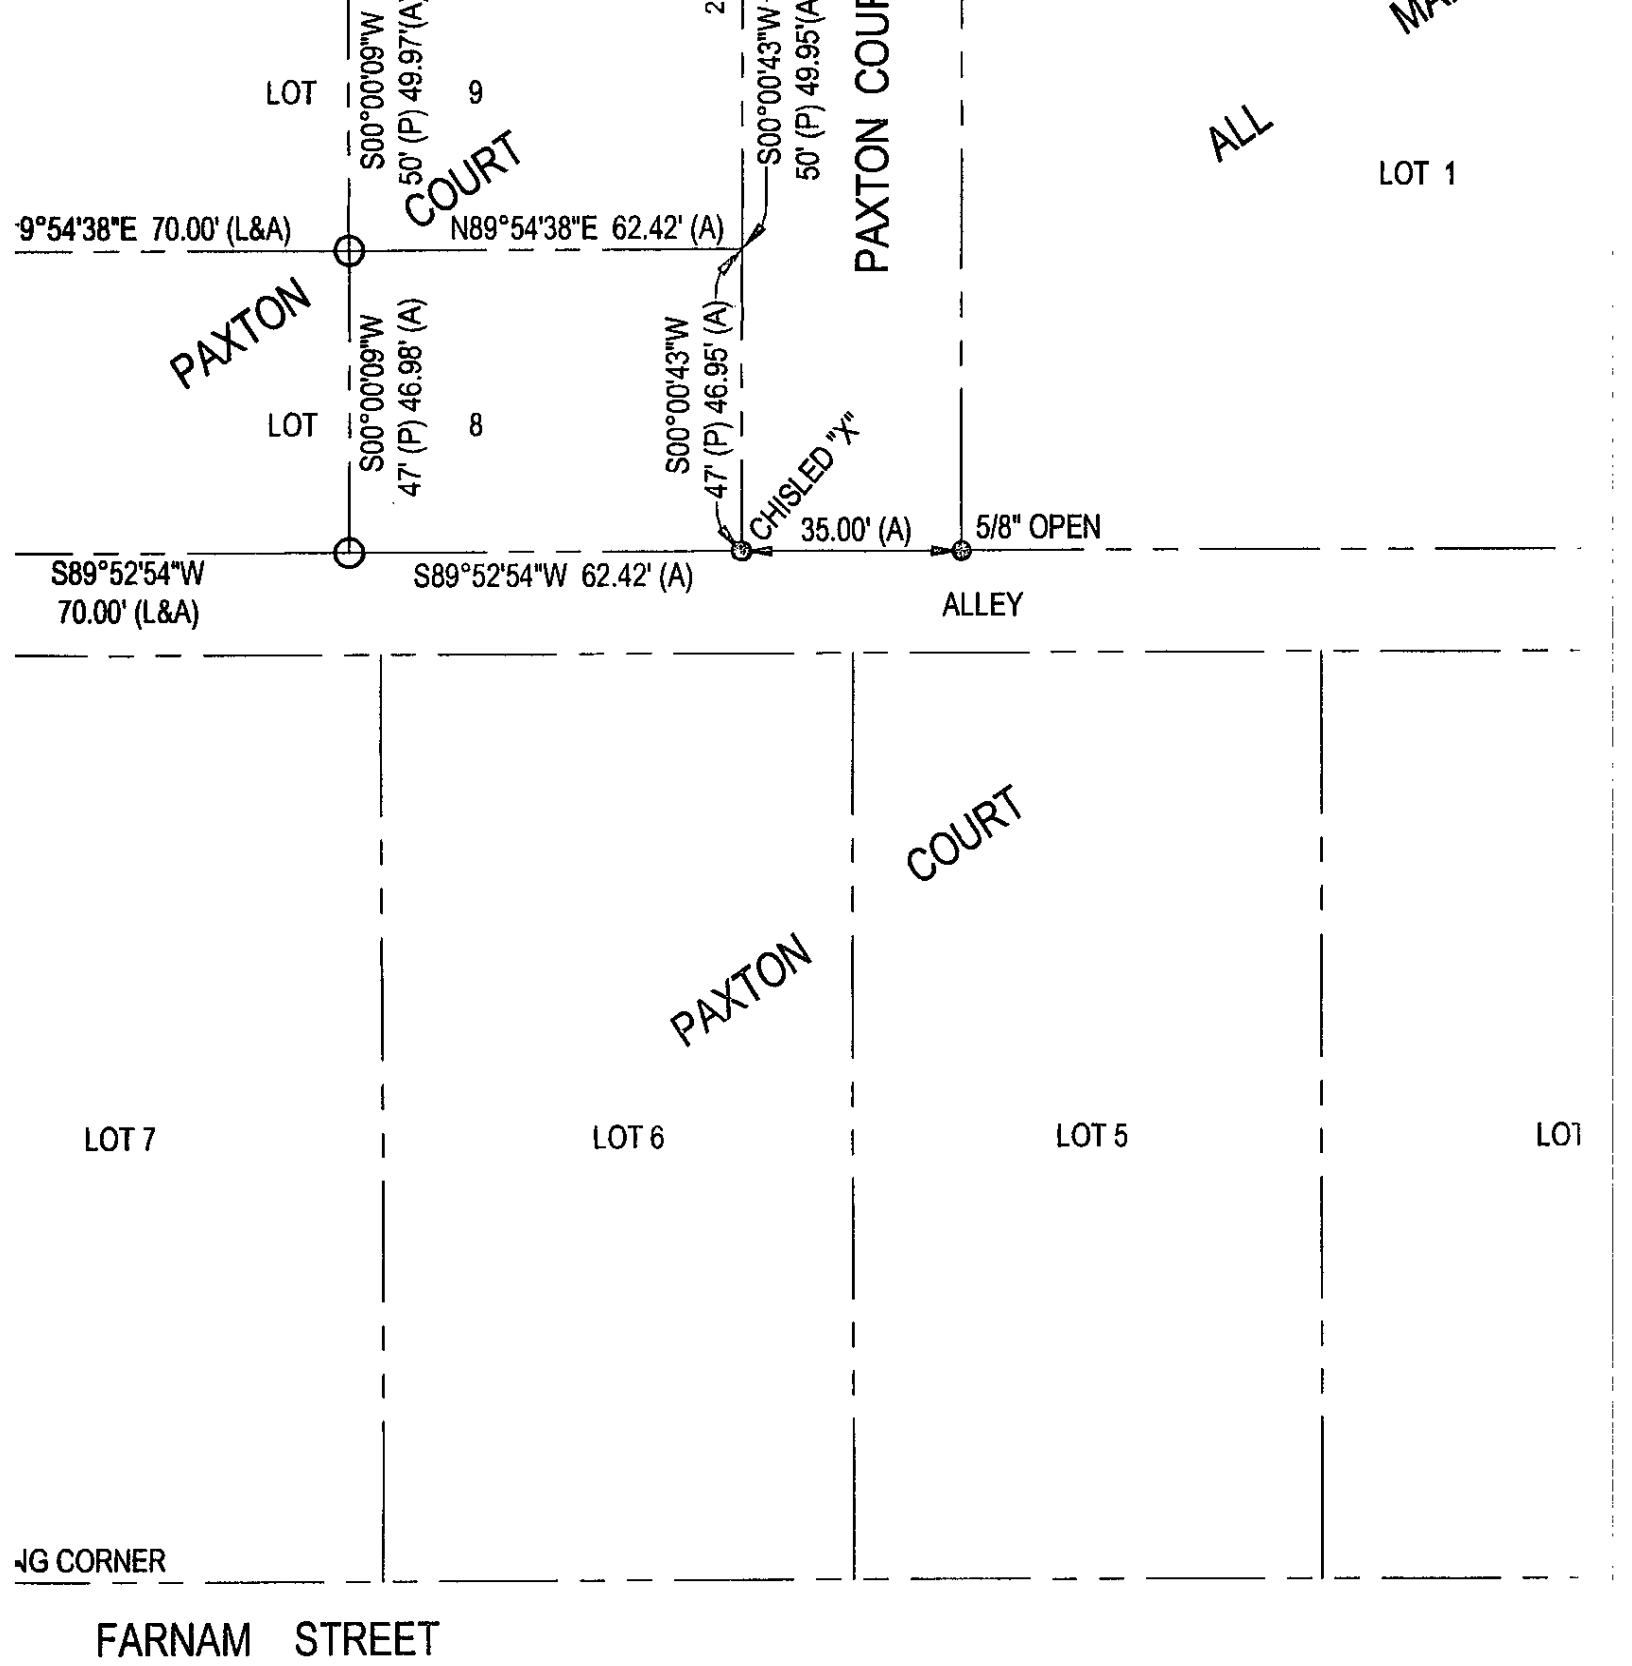 S00°00'09"W
50' (P) 49.97'(A)
2
S00°00'43"W
50' (P) 49.95'(A)
LOT 9
COURT
ALL
LOT 1
9°54'38"E 70.00' (L&A)
N89°54'38"E 62.42' (A)
PAXTON
S00°00'09"W
47' (P) 46.98' (A)
S00°00'43"W
47' (P) 46.95' (A)
LOT 8
CHISLED "X"
35.00' (A)
5/8" OPEN
S89°52'54"W
70.00' (L&A)
S89°52'54"W 62.42' (A)
ALLEY
COURT
PAXTON
LOT 7
LOT 6
LOT 5
CORNER
FARNAM STREET